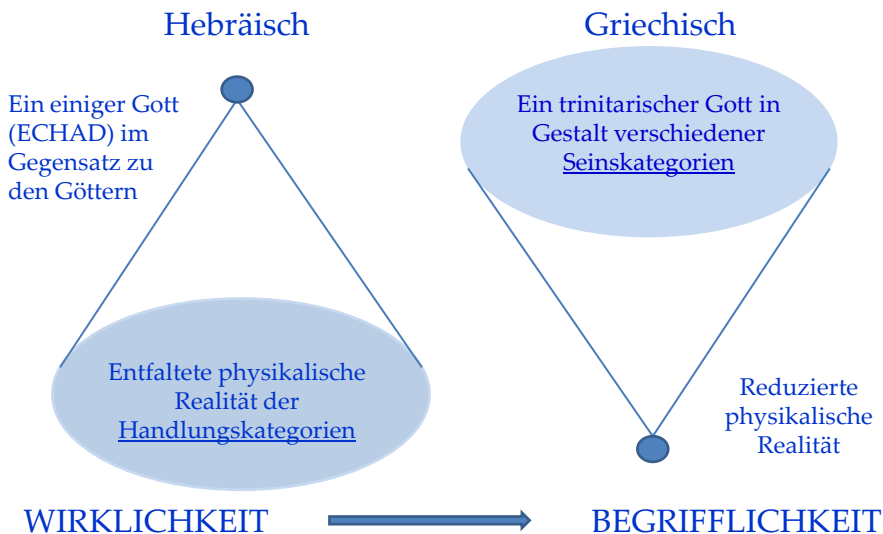 Hebräisch
Griechisch
Ein einiger Gott
(ECHAD) im
Gegensatz zu
den Göttern
Ein trinitarischer Gott in
Gestalt verschiedener
Seinskategorien
Entfaltete physikalische
Realität der
Handlungskategorien
Reduzierte
physikalische
Realität
WIRKLICHKEIT
BEGRIFFLICHKEIT